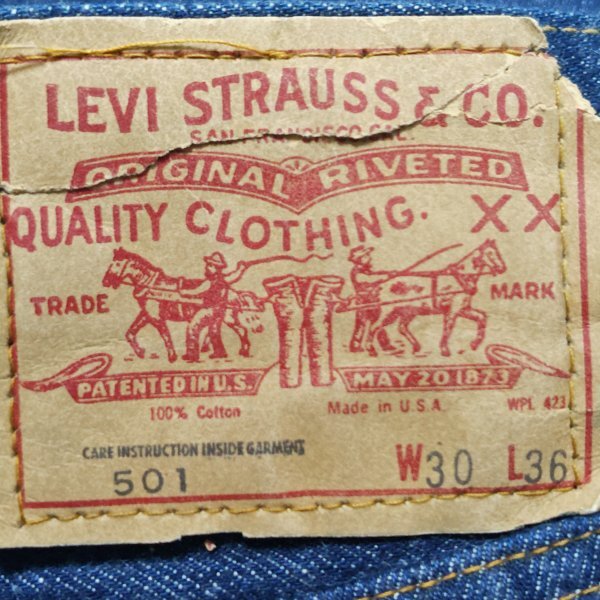 LEVI STRAUSS & CO.
SAN FRANCISCO CAL.
ORIGINAL RIVETED
QUALITY CLOTHING. XX
TRADE MARK
PATENTED IN U.S. MAY 20 1873
100% Cotton Made in U.S.A. WPL 423
CARE INSTRUCTION INSIDE GARMENT
501 W30 L36